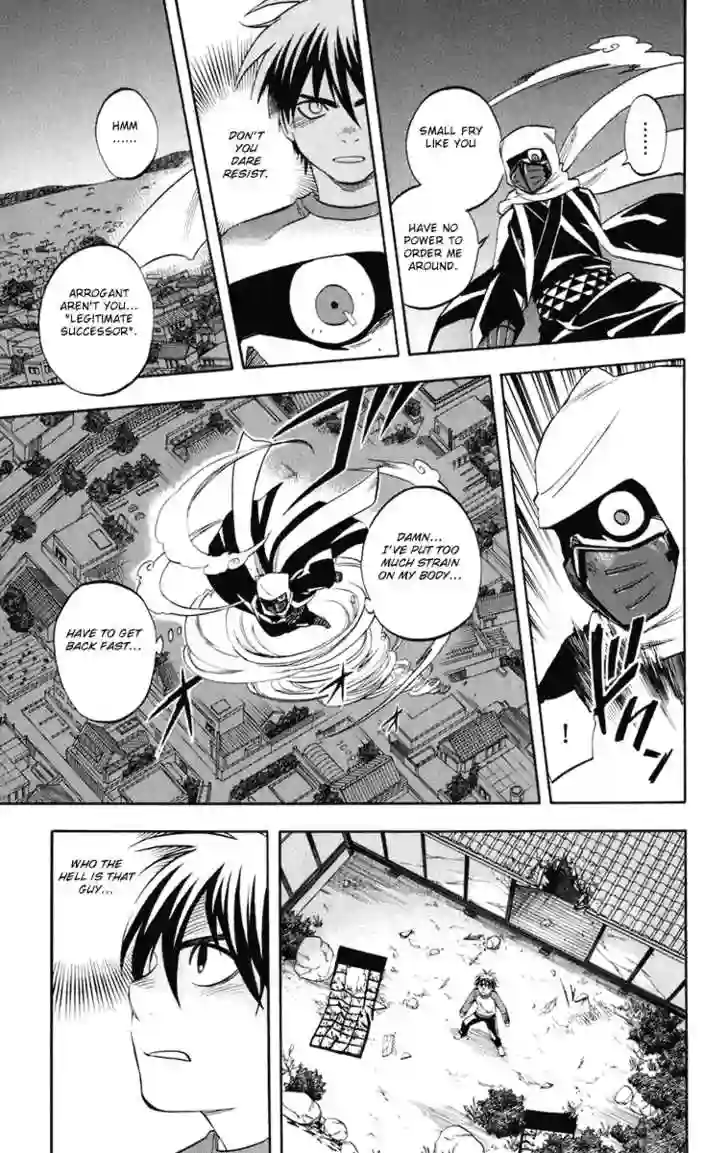 .....
SMALL FRY
LIKE YOU
HAVE NO
POWER TO
ORDER ME
AROUND.
DON'T
YOU
DARE
RESIST.
HMM
......
ARROGANT
AREN'T YOU...
"LEGITIMATE
SUCCESSOR".
!
DAMN...
I'VE PUT TOO
MUCH STRAIN
ON MY BODY...
HAVE TO GET
BACK FAST...
WHO THE
HELL IS THAT
GUY...